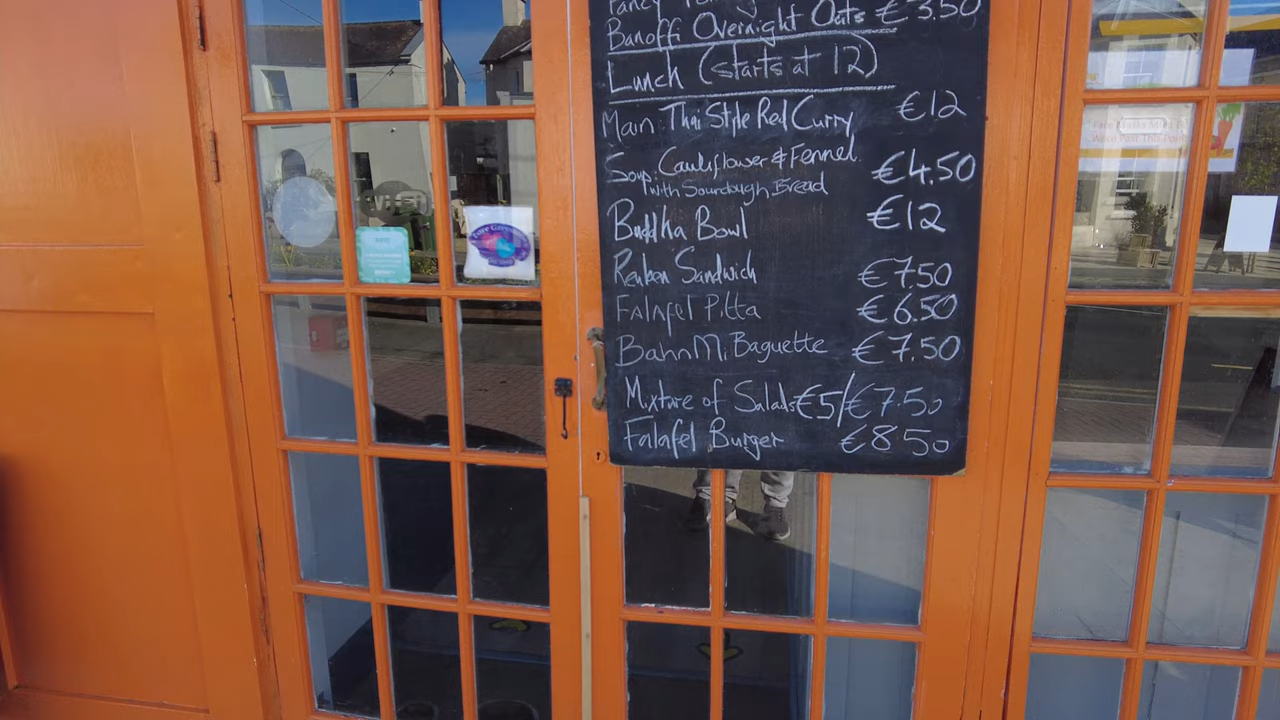 Banoffi Overnight Oats €3.50
Lunch (starts at 12)
Main: Thai Style Red Curry €12
Soup: Cauliflower & Fennel €4.50
with Sourdough Bread
Buddha Bowl €12
Reuben Sandwich €7.50
Falafel Pitta €6.50
Bahn Mi Baguette €7.50
Mixture of Salads €5/€7.50
Falafel Burger €8.50